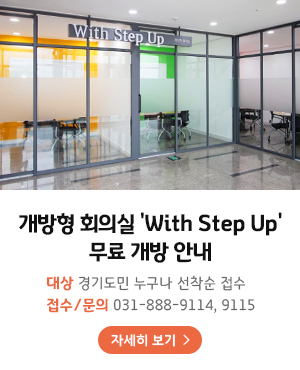 With Step Up
개방형 회의실 'With Step Up'
무료 개방 안내
대상 경기도민 누구나 선착순 접수
접수/문의 031-888-9114, 9115
자세히 보기 >